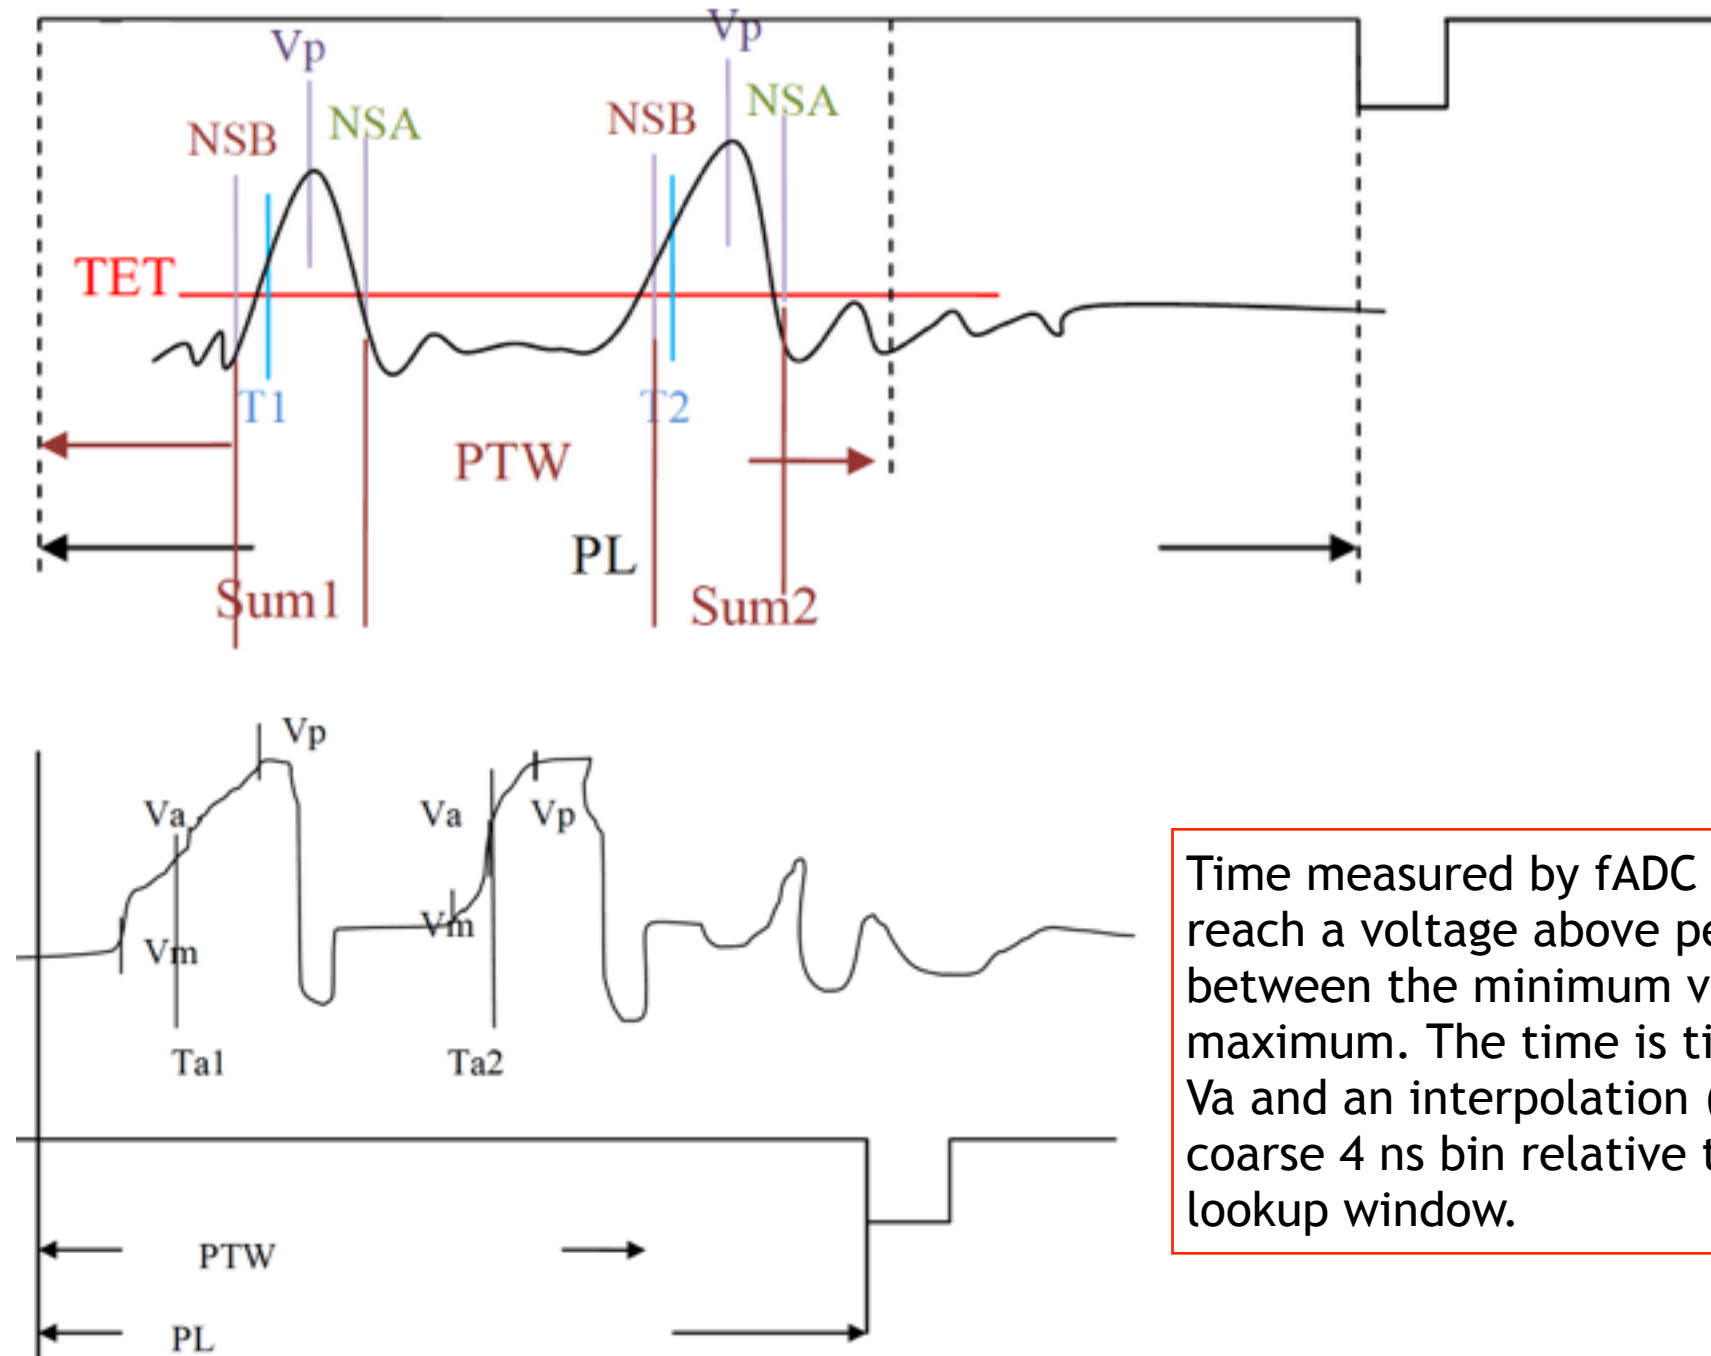 Vp
Vp
NSB
NSA
NSB
NSA
TET
T1
T2
PTW
PL
Sum1
Sum2
Vp
Va
Va
Vp
Vm
Vm
Ta1
Ta2
Time measured by fADC
reach a voltage above
between the minimum
maximum. The time is
Va and an interpolation
coarse 4 ns bin relative
lookup window.
PTW
PL